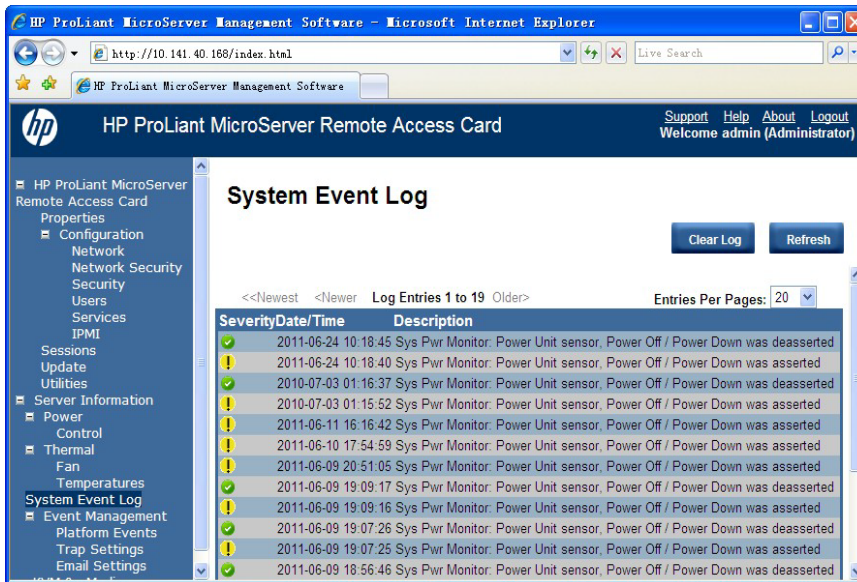 HP ProLiant MicroServer Management Software - Microsoft Internet Explorer
http://10.141.40.168/index.html
Live Search
HP ProLiant MicroServer Management Software
hp
HP ProLiant MicroServer Remote Access Card
Support Help About Logout
Welcome admin (Administrator)
HP ProLiant MicroServer
Remote Access Card
Properties
Configuration
Network
Network Security
Security
Users
Services
IPMI
Sessions
Update
Utilities
Server Information
Power
Control
Thermal
Fan
Temperatures
System Event Log
Event Management
Platform Events
Trap Settings
Email Settings
System Event Log
Clear Log
Refresh
<<Newest <Newer Log Entries 1 to 19 Older>
Entries Per Pages: 20
Severity Date/Time Description
2011-06-24 10:18:45 Sys Pwr Monitor: Power Unit sensor, Power Off / Power Down was deasserted
2011-06-24 10:18:40 Sys Pwr Monitor: Power Unit sensor, Power Off / Power Down was asserted
2010-07-03 01:16:37 Sys Pwr Monitor: Power Unit sensor, Power Off / Power Down was deasserted
2010-07-03 01:15:52 Sys Pwr Monitor: Power Unit sensor, Power Off / Power Down was asserted
2011-06-11 16:16:42 Sys Pwr Monitor: Power Unit sensor, Power Off / Power Down was asserted
2011-06-10 17:54:59 Sys Pwr Monitor: Power Unit sensor, Power Off / Power Down was asserted
2011-06-09 20:51:05 Sys Pwr Monitor: Power Unit sensor, Power Off / Power Down was asserted
2011-06-09 19:09:17 Sys Pwr Monitor: Power Unit sensor, Power Off / Power Down was deasserted
2011-06-09 19:09:16 Sys Pwr Monitor: Power Unit sensor, Power Off / Power Down was asserted
2011-06-09 19:07:26 Sys Pwr Monitor: Power Unit sensor, Power Off / Power Down was deasserted
2011-06-09 19:07:25 Sys Pwr Monitor: Power Unit sensor, Power Off / Power Down was asserted
2011-06-09 18:56:46 Sys Pwr Monitor: Power Unit sensor, Power Off / Power Down was deasserted